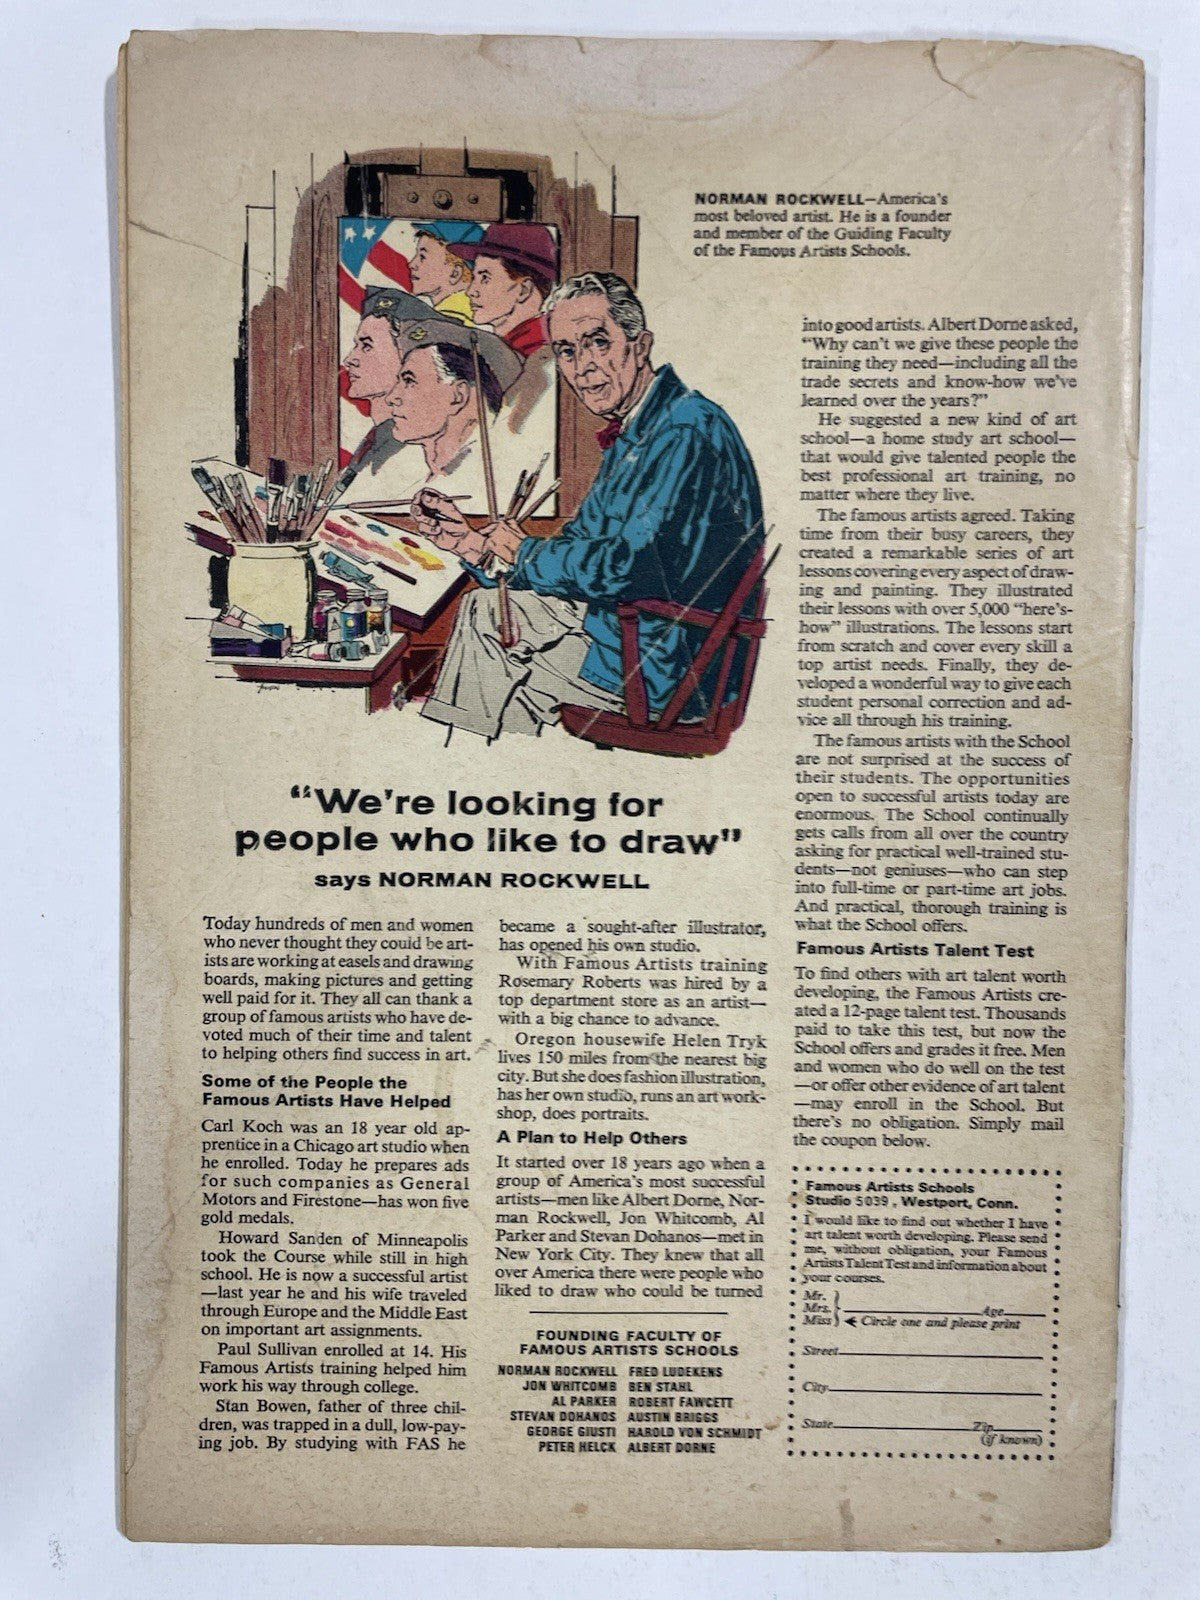 NORMAN ROCKWELL—America's
most beloved artist. He is a founder
and member of the Guiding Faculty
of the Famous Artists Schools.
"We're looking for
people who like to draw"
says NORMAN ROCKWELL
Today hundreds of men and women
who never thought they could be art-
ists are working at easels and drawing
boards, making pictures and getting
well paid for it. They all can thank a
group of famous artists who have de-
voted much of their time and talent
to helping others find success in art.
Some of the People the
Famous Artists Have Helped
Carl Koch was an 18 year old ap-
prentice in a Chicago art studio when
he enrolled. Today he prepares ads
for such companies as General
Motors and Firestone—has won five
gold medals.
Howard Sanden of Minneapolis
took the Course while still in high
school. He is now a successful artist
—last year he and his wife traveled
through Europe and the Middle East
on important art assignments.
Paul Sullivan enrolled at 14. His
Famous Artists training helped him
work his way through college.
Stan Bowen, father of three chil-
dren, was trapped in a dull, low-pay-
ing job. By studying with FAS he
became a sought-after illustrator,
has opened his own studio.
With Famous Artists training
Rosemary Roberts was hired by a
top department store as an artist—
with a big chance to advance.
Oregon housewife Helen Tryk
lives 150 miles from the nearest big
city. But she does fashion illustration,
has her own studio, runs an art work-
shop, does portraits.
A Plan to Help Others
It started over 18 years ago when a
group of America's most successful
artists—men like Albert Dorne, Nor-
man Rockwell, Jon Whitcomb, Al
Parker and Stevan Dohanos—met in
New York City. They knew that all
over America there were people who
liked to draw who could be turned
FOUNDING FACULTY OF
FAMOUS ARTISTS SCHOOLS
NORMAN ROCKWELL FRED LUDEKENS
JON WHITCOMB BEN STAHL
AL PARKER ROBERT FAWCETT
STEVAN DOHANOS AUSTIN BRIGGS
GEORGE GIUSTI HAROLD VON SCHMIDT
PETER HELCK ALBERT DORNE
into good artists. Albert Dorne asked,
"Why can't we give these people the
training they need—including all the
trade secrets and know-how we've
learned over the years?"
He suggested a new kind of art
school—a home study art school—
that would give talented people the
best professional art training, no
matter where they live.
The famous artists agreed. Taking
time from their busy careers, they
created a remarkable series of art
lessons covering every aspect of draw-
ing and painting. They illustrated
their lessons with over 5,000 "here's-
how" illustrations. The lessons start
from scratch and cover every skill a
top artist needs. Finally, they de-
veloped a wonderful way to give each
student personal correction and ad-
vice all through his training.
The famous artists with the School
are not surprised at the success of
their students. The opportunities
open to successful artists today are
enormous. The School continually
gets calls from all over the country
asking for practical well-trained stu-
dents—not geniuses—who can step
into full-time or part-time art jobs.
And practical, thorough training is
what the School offers.
Famous Artists Talent Test
To find others with art talent worth
developing, the Famous Artists cre-
ated a 12-page talent test. Thousands
paid to take this test, but now the
School offers and grades it free. Men
and women who do well on the test
—or offer other evidence of art talent
—may enroll in the School. But
there's no obligation. Simply mail
the coupon below.
Famous Artists Schools
Studio 5039, Westport, Conn.
I would like to find out whether I have
art talent worth developing. Please send
me, without obligation, your Famous
Artists Talent Test and information about
your courses.
Mr.
Mrs. Age
Miss Circle one and please print
Street
City
State Zip
(if known)